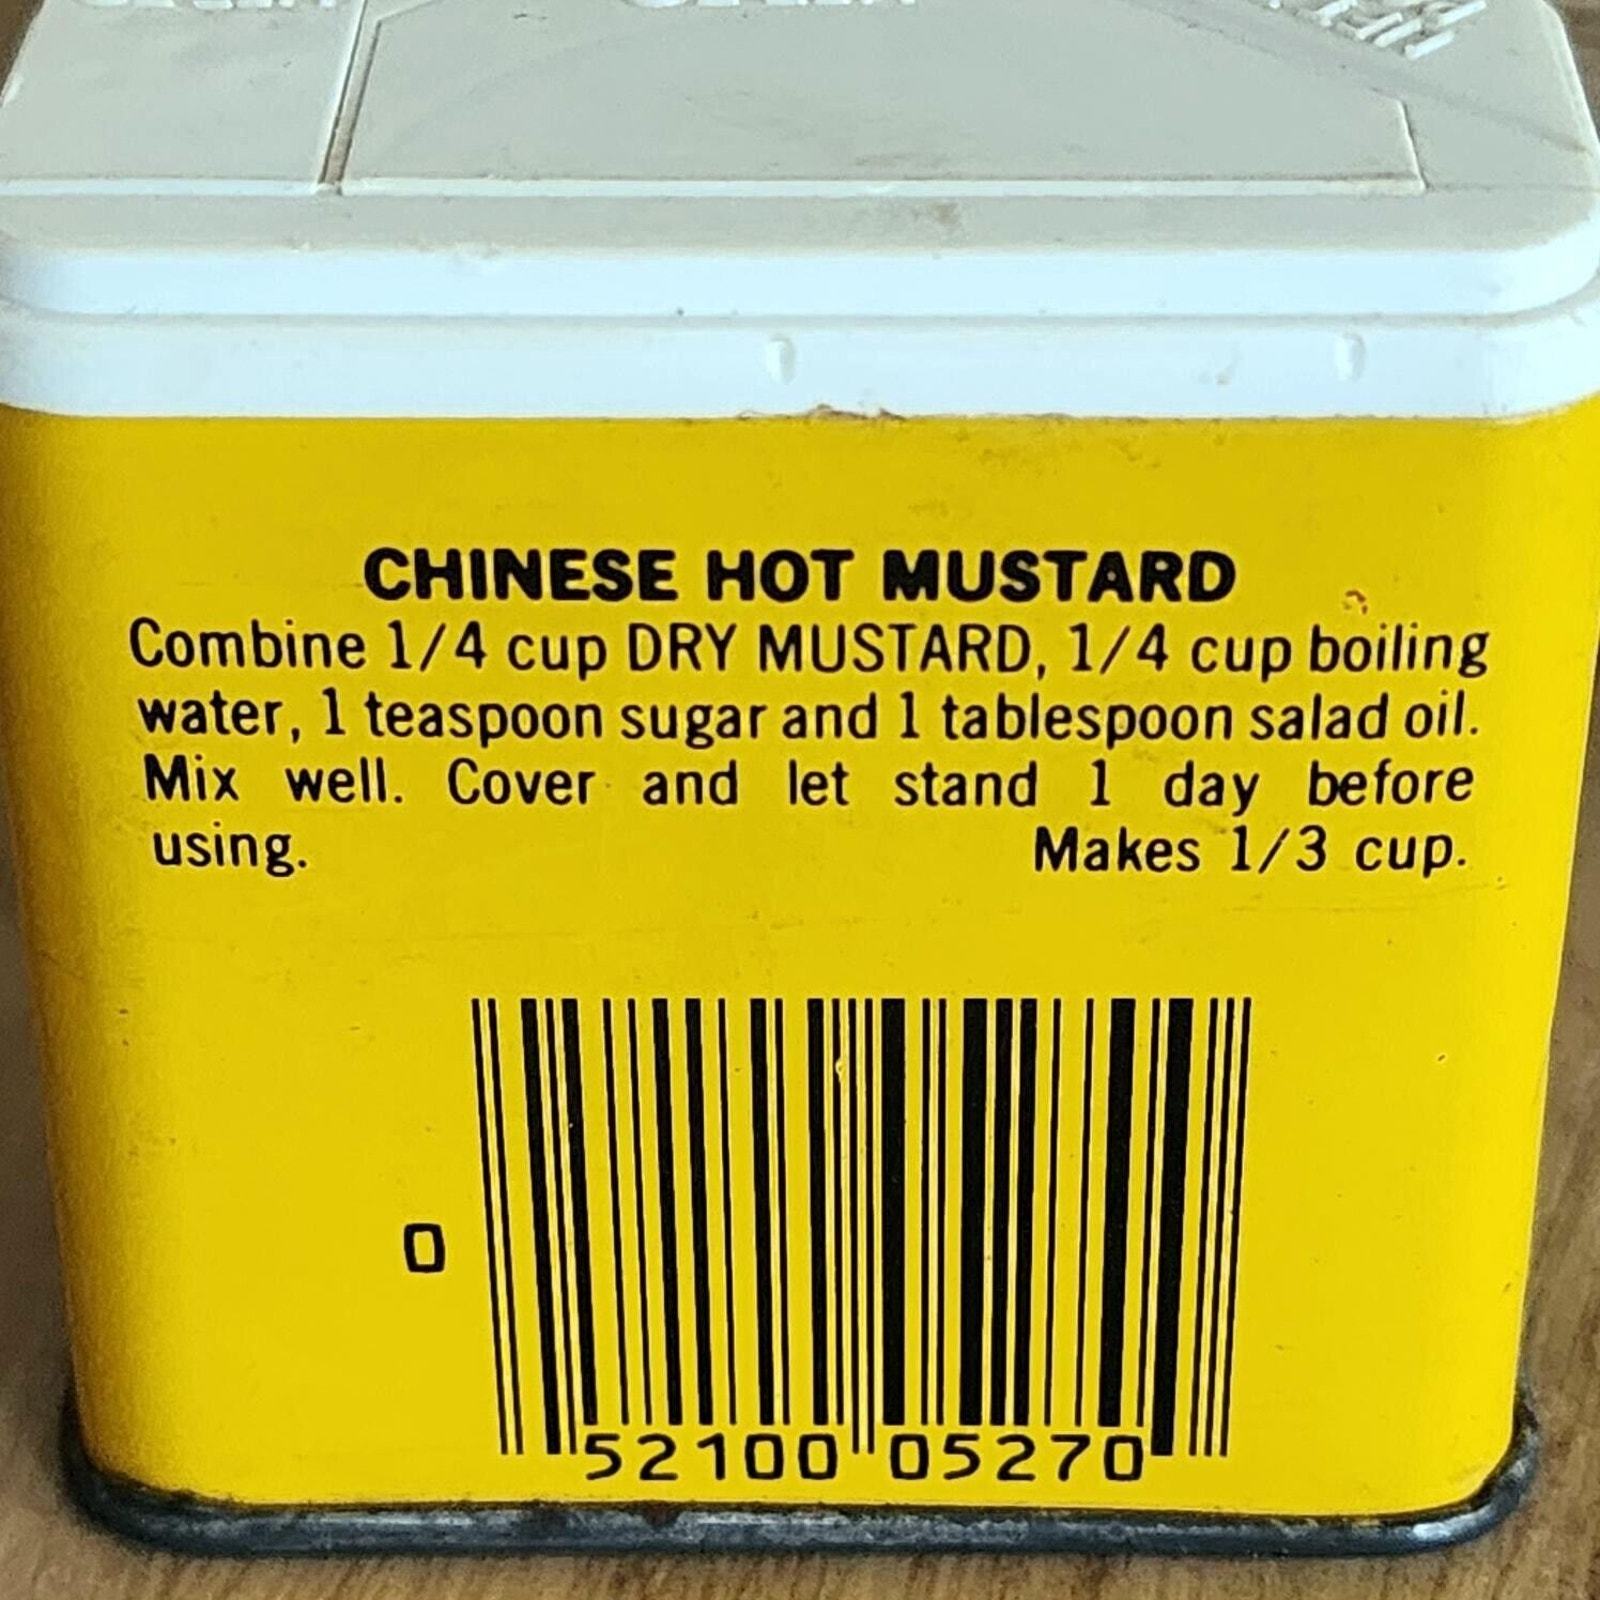 CHINESE HOT MUSTARD
Combine 1/4 cup DRY MUSTARD, 1/4 cup boiling
water, 1 teaspoon sugar and 1 tablespoon salad oil.
Mix well. Cover and let stand 1 day before
using. Makes 1/3 cup.
0
52100 05270